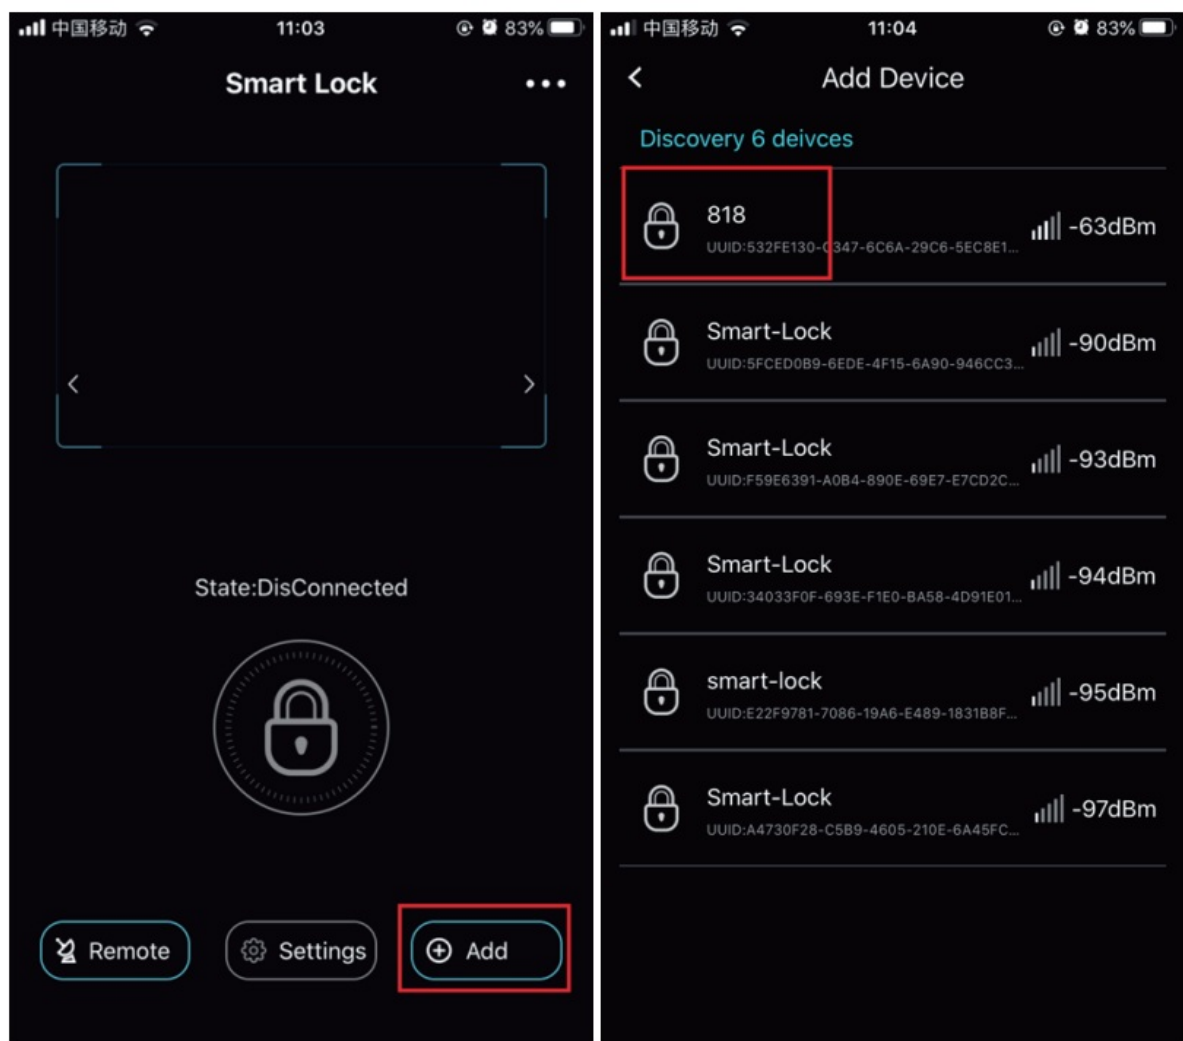 中国移动 11:03 83%
Smart Lock
State:DisConnected
Remote Settings Add
中国移动 11:04 83%
Add Device
Discovery 6 deivces
818
UUID:532FE130-C347-6C6A-29C6-5EC8E1...
-63dBm
Smart-Lock
UUID:5FCED0B9-6EDE-4F15-6A90-946CC3...
-90dBm
Smart-Lock
UUID:F59E6391-A0B4-890E-69E7-E7CD2C...
-93dBm
Smart-Lock
UUID:34033F0F-693E-F1E0-BA58-4D91E01...
-94dBm
smart-lock
UUID:E22F9781-7086-19A6-E489-1831B8F...
-95dBm
Smart-Lock
UUID:A4730F28-C5B9-4605-210E-6A45FC...
-97dBm